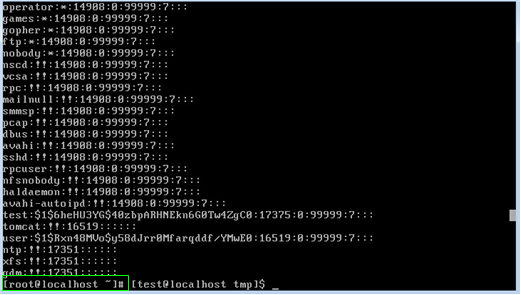 operator:*:14908:0:99999:7:::
games:*:14908:0:99999:7:::
gopher:*:14908:0:99999:7:::
ftp:*:14908:0:99999:7:::
nobody:*:14908:0:99999:7:::
nscd:!!:14908:0:99999:7:::
vcsa:!!:14908:0:99999:7:::
rpc:!!:14908:0:99999:7:::
mailnull:!!:14908:0:99999:7:::
smmsp:!!:14908:0:99999:7:::
pcap:!!:14908:0:99999:7:::
dbus:!!:14908:0:99999:7:::
avahi:!!:14908:0:99999:7:::
sshd:!!:14908:0:99999:7:::
rpcuser:!!:14908:0:99999:7:::
nfsnobody:!!:14908:0:99999:7:::
haldaemon:!!:14908:0:99999:7:::
avahi-autoipd:!!:14908:0:99999:7:::
test:$1$6heHU3YG$40zbpARHNEkn6G0Tw4ZgC0:17375:0:99999:7:::
tomcat:!!:16519::::::
user:$1$Rxn48MVo$y58dJrr0Mfarqddf/YMwE0:16519:0:99999:7:::
ntp:!!:17351::::::
xfs:!!:17351::::::
gdm:!!:17351::::::
[root@localhost ~]# [test@localhost tmp]$ _